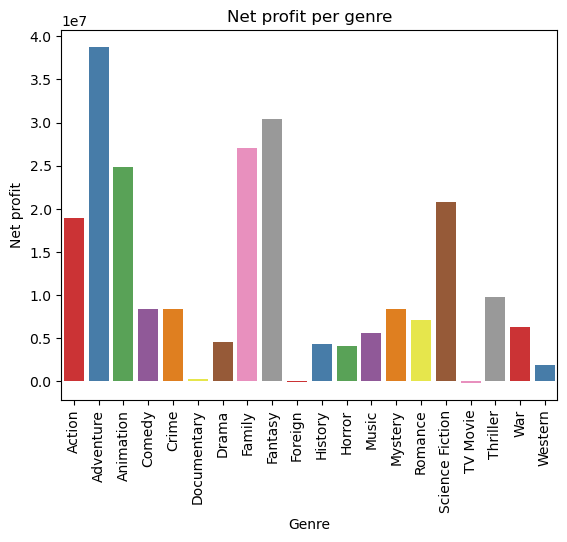 Net profit per genre
1e7
4.0
3.5
3.0
2.5
2.0
1.5
1.0
0.5
0.0
Net profit
Action
Adventure
Animation
Comedy
Crime
Documentary
Drama
Family
Fantasy
Foreign
History
Horror
Music
Mystery
Romance
Science Fiction
TV Movie
Thriller
War
Western
Genre